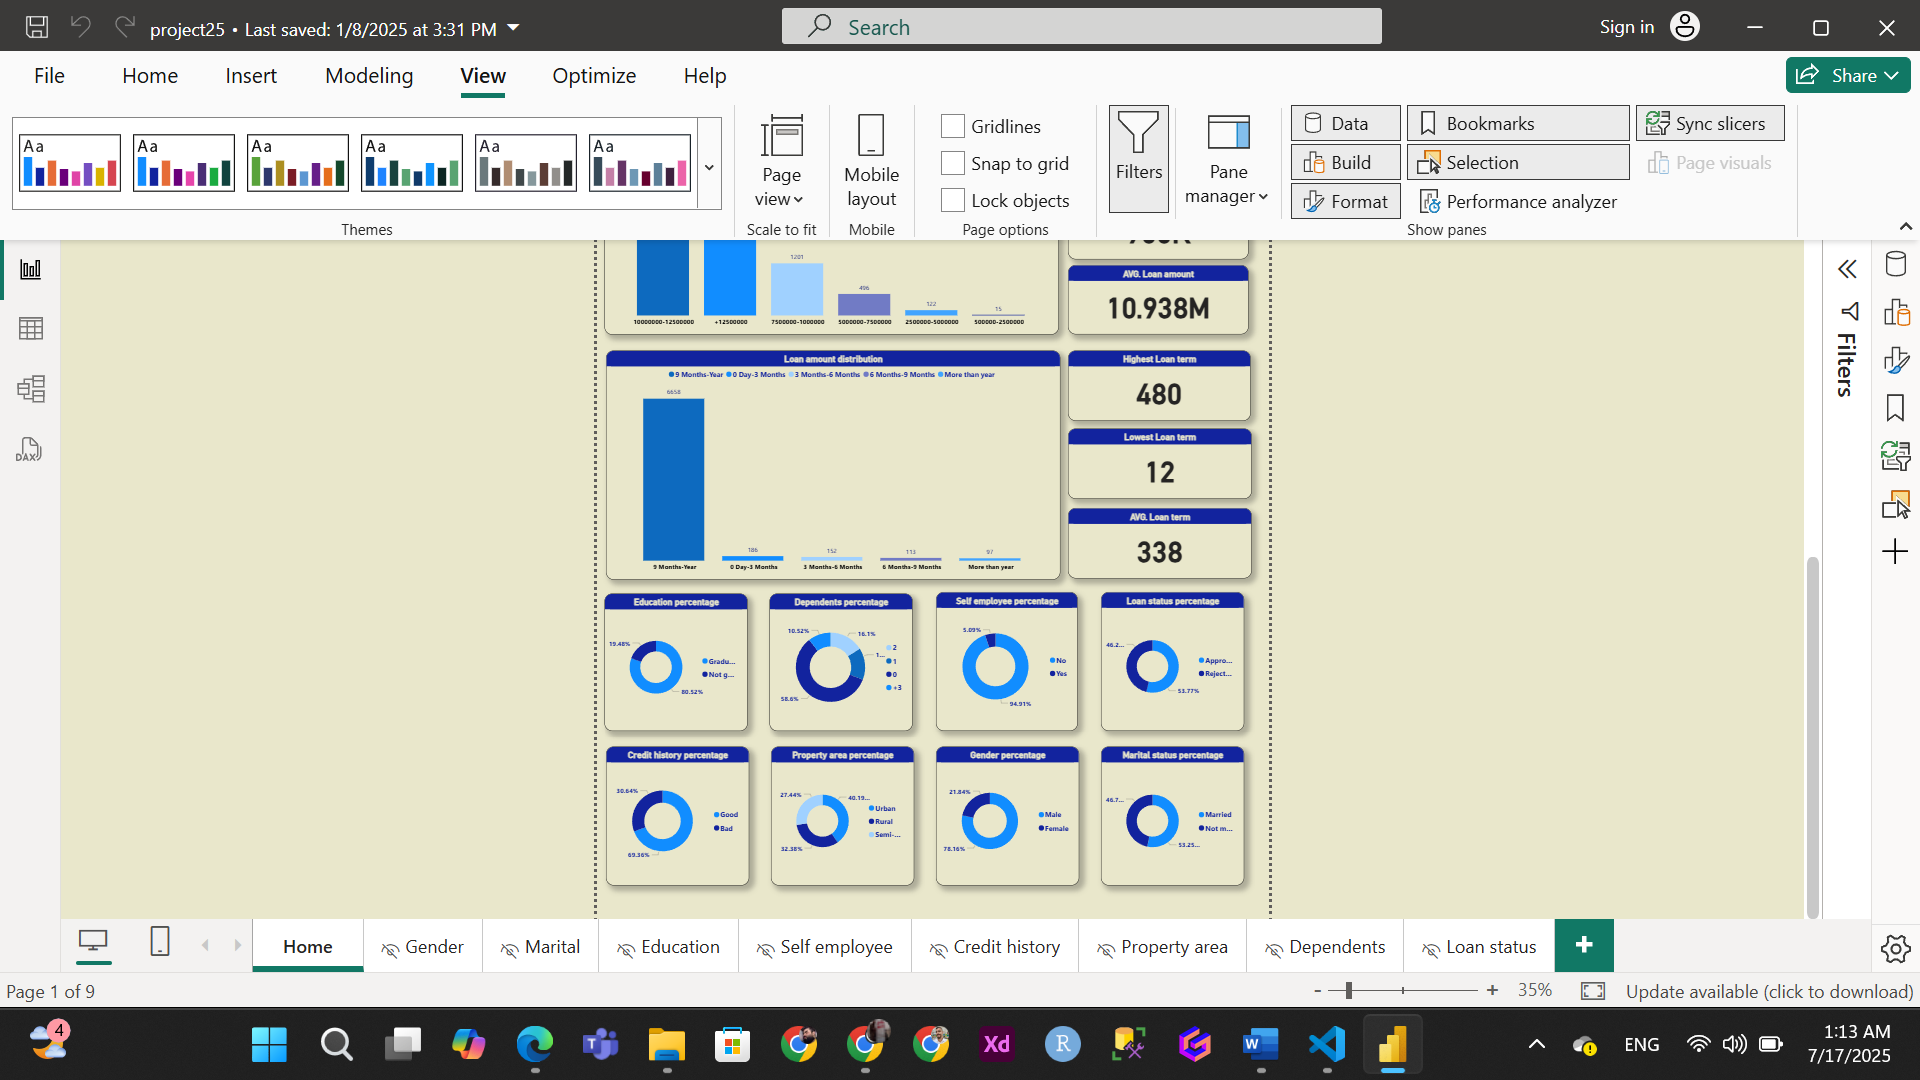 project25 • Last saved: 1/8/2025 at 3:31 PM
Search
Sign in
File Home Insert Modeling View Optimize Help
Share
Aa Aa Aa Aa Aa Aa
Themes
Page view
Scale to fit
Mobile layout
Mobile
Gridlines
Snap to grid
Lock objects
Page options
Filters
Pane manager
Data
Build
Format
Bookmarks
Selection
Performance analyzer
Sync slicers
Page visuals
Show panes
DAX
Filters
1201
496
122
15
10000000-12500000 +12500000 7500000-1000000 5000000-7500000 2500000-5000000 500000-2500000
AVG. Loan amount
10.938M
Loan amount distribution
9 Months-Year 0 Day-3 Months 3 Months-6 Months 6 Months-9 Months More than year
6658
186
152
113
97
9 Months-Year 0 Day-3 Months 3 Months-6 Months 6 Months-9 Months More than year
Highest Loan term
480
Lowest Loan term
12
AVG. Loan term
338
Education percentage
19.48%
80.52%
Gradu...
Not g...
Dependents percentage
10.52%
16.1%
1...
58.6%
2
1
0
+3
Self employee percentage
5.09%
94.91%
No
Yes
Loan status percentage
46.2...
53.77%
Appro...
Reject...
Credit history percentage
30.64%
69.36%
Good
Bad
Property area percentage
27.44%
40.19...
32.38%
Urban
Rural
Semi-...
Gender percentage
21.84%
78.16%
Male
Female
Marital status percentage
46.7...
53.25...
Married
Not m...
Home Gender Marital Education Self employee Credit history Property area Dependents Loan status
Page 1 of 9
- + 35%
Update available (click to download)
4
Xd
R
ENG
1:13 AM
7/17/2025